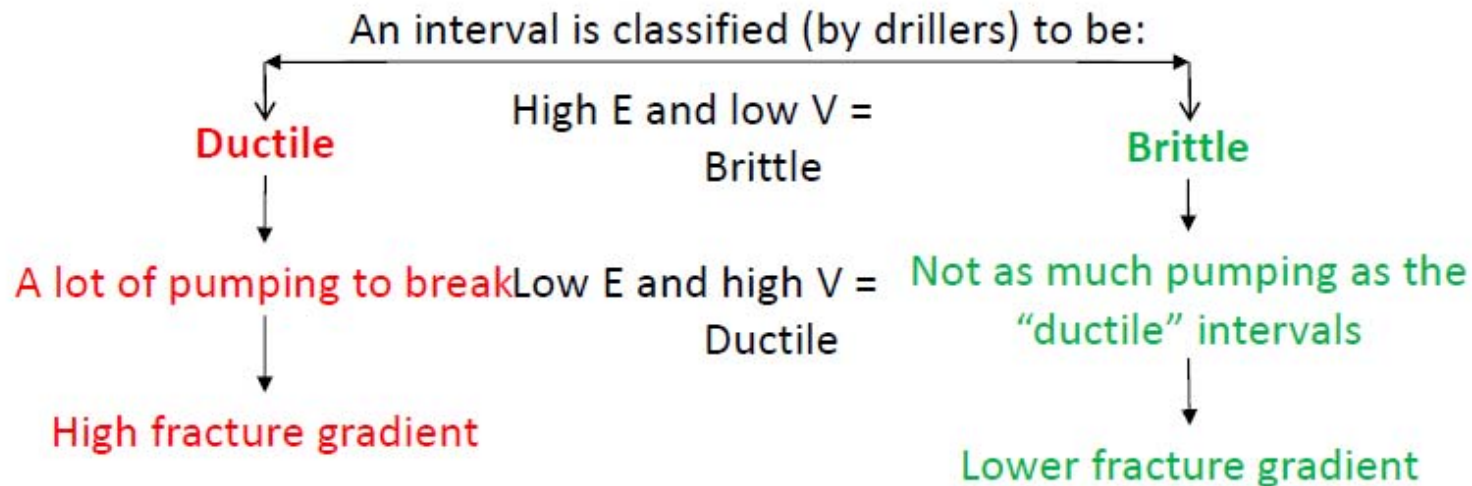 An interval is classified (by drillers) to be:
Ductile
A lot of pumping to break
High fracture gradient
High E and low V =
Brittle
Low E and high V =
Ductile
Brittle
Not as much pumping as the
“ductile” intervals
Lower fracture gradient